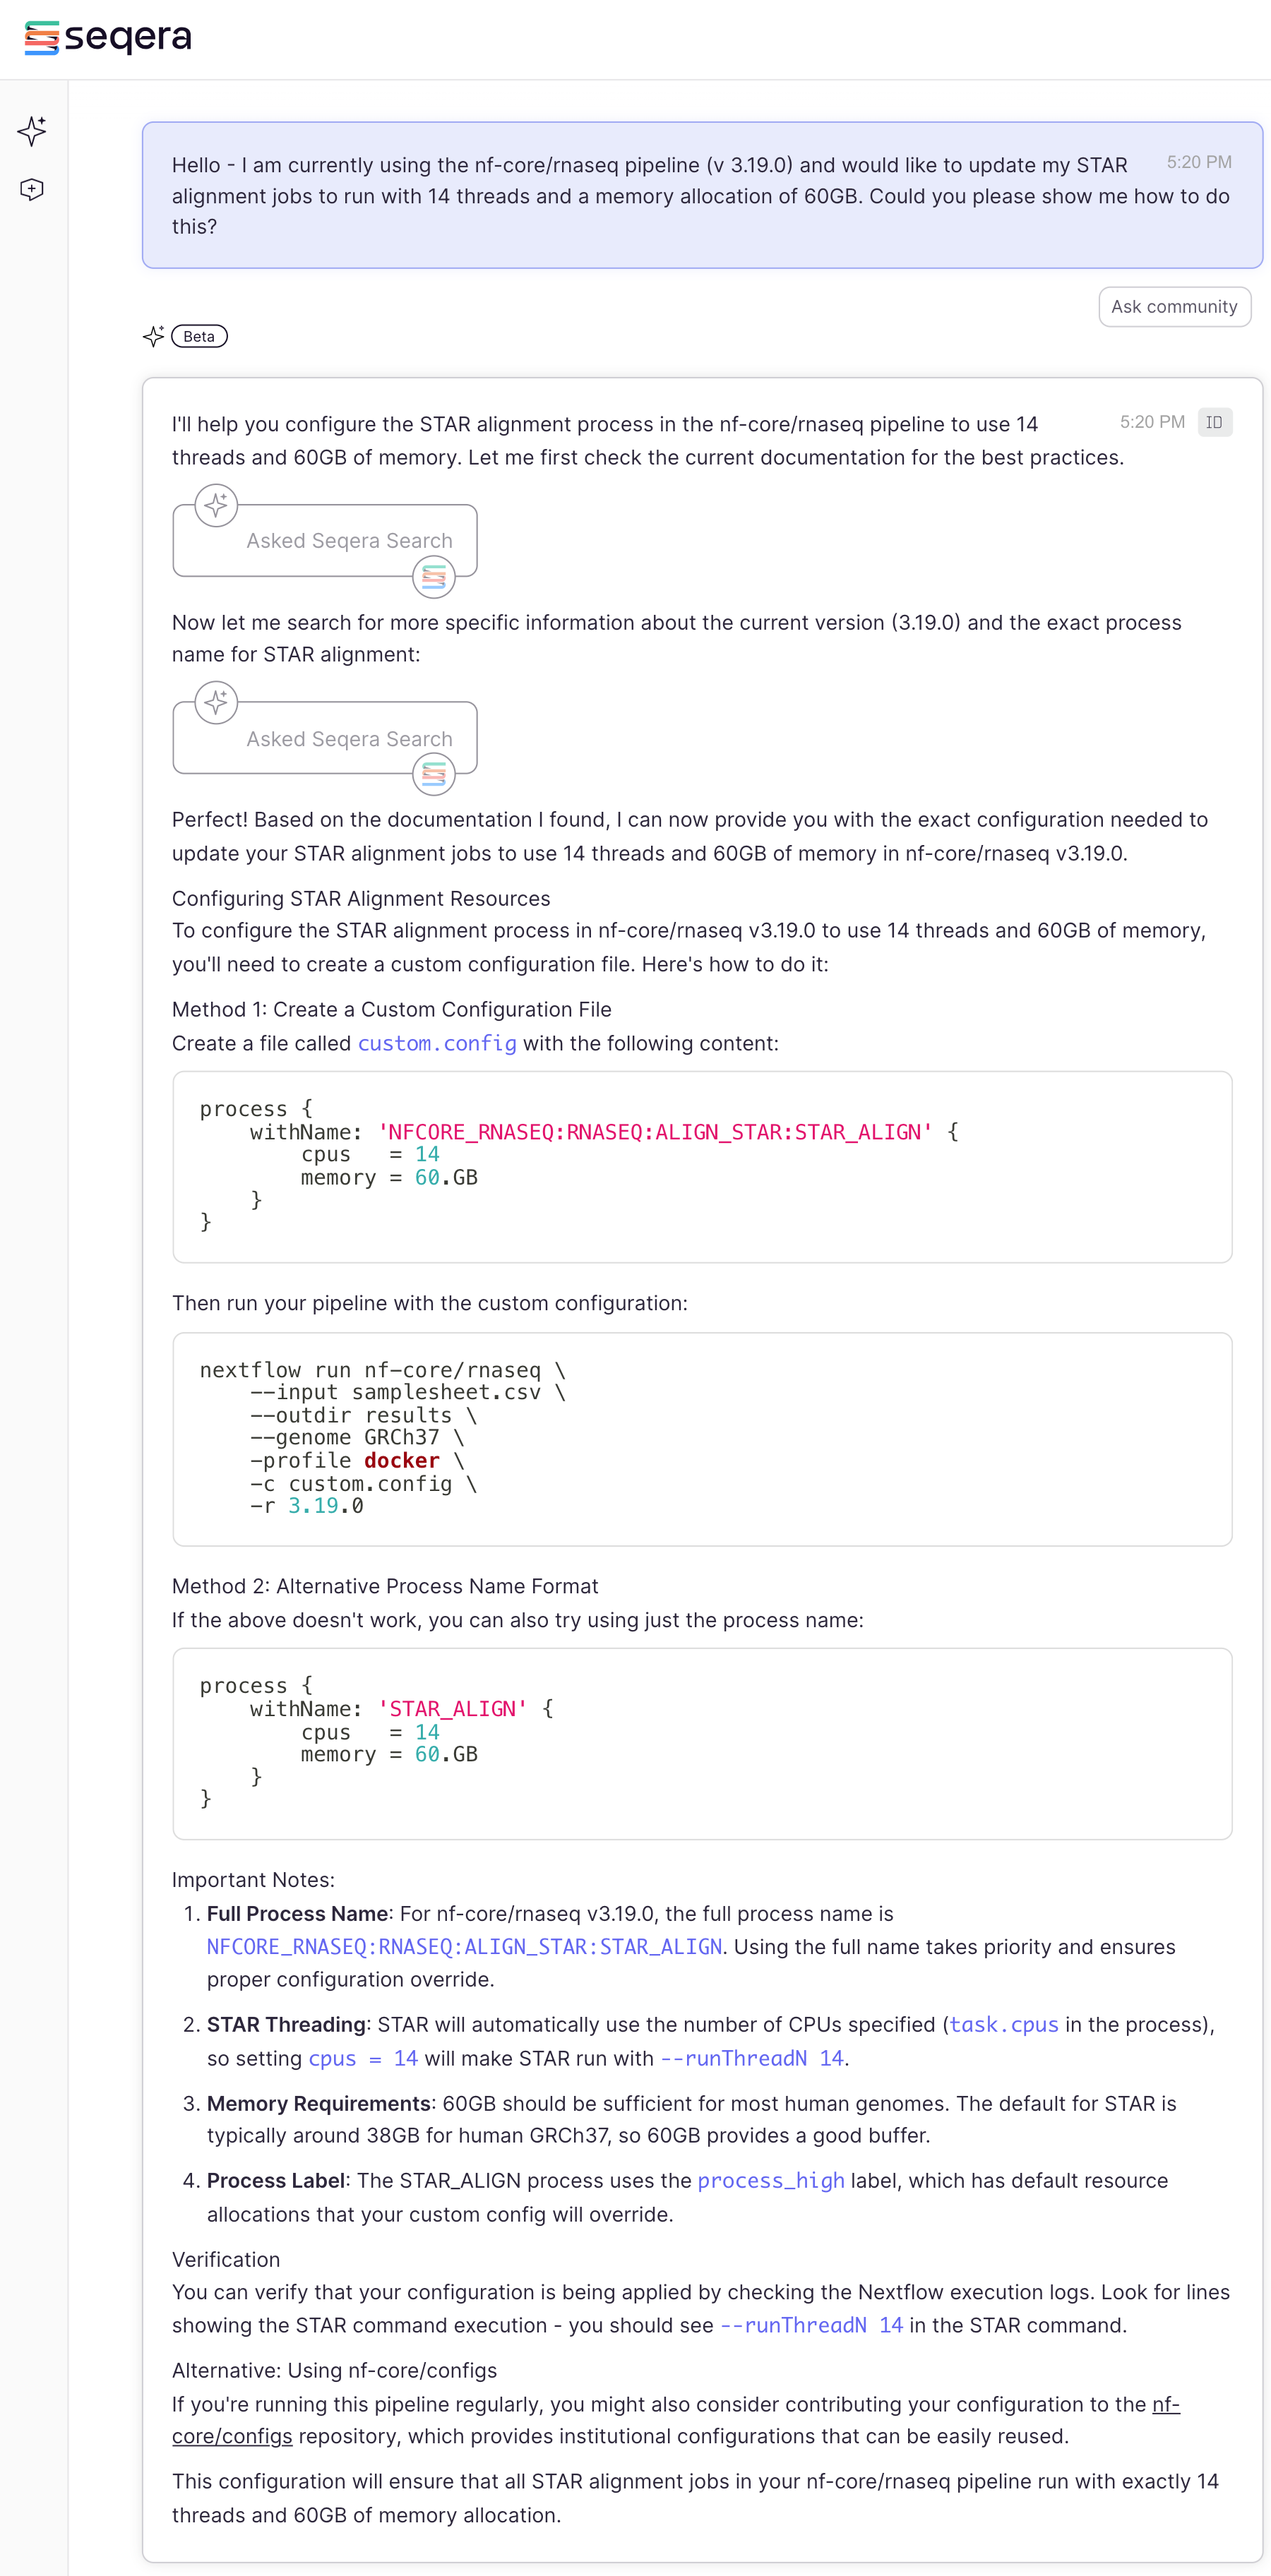 seqera
Hello - I am currently using the nf-core/rnaseq pipeline (v 3.19.0) and would like to update my STAR
5:20 PM
alignment jobs to run with 14 threads and a memory allocation of 60GB. Could you please show me how to do
this?
Ask community
Beta
I'll help you configure the STAR alignment process in the nf-core/rnaseq pipeline to use 14
5:20 PM ID
threads and 60GB of memory. Let me first check the current documentation for the best practices.
Asked Seqera Search
Now let me search for more specific information about the current version (3.19.0) and the exact process
name for STAR alignment:
Asked Seqera Search
Perfect! Based on the documentation I found, I can now provide you with the exact configuration needed to
update your STAR alignment jobs to use 14 threads and 60GB of memory in nf-core/rnaseq v3.19.0.
Configuring STAR Alignment Resources
To configure the STAR alignment process in nf-core/rnaseq v3.19.0 to use 14 threads and 60GB of memory,
you'll need to create a custom configuration file. Here's how to do it:
Method 1: Create a Custom Configuration File
Create a file called custom.config with the following content:
process {
    withName: 'NFCORE_RNASEQ:RNASEQ:ALIGN_STAR:STAR_ALIGN' {
        cpus   = 14
        memory = 60.GB
    }
}
Then run your pipeline with the custom configuration:
nextflow run nf-core/rnaseq \
    --input samplesheet.csv \
    --outdir results \
    --genome GRCh37 \
    -profile docker \
    -c custom.config \
    -r 3.19.0
Method 2: Alternative Process Name Format
If the above doesn't work, you can also try using just the process name:
process {
    withName: 'STAR_ALIGN' {
        cpus   = 14
        memory = 60.GB
    }
}
Important Notes:
1. Full Process Name: For nf-core/rnaseq v3.19.0, the full process name is
NFCORE_RNASEQ:RNASEQ:ALIGN_STAR:STAR_ALIGN. Using the full name takes priority and ensures
proper configuration override.
2. STAR Threading: STAR will automatically use the number of CPUs specified (task.cpus in the process),
so setting cpus = 14 will make STAR run with --runThreadN 14.
3. Memory Requirements: 60GB should be sufficient for most human genomes. The default for STAR is
typically around 38GB for human GRCh37, so 60GB provides a good buffer.
4. Process Label: The STAR_ALIGN process uses the process_high label, which has default resource
allocations that your custom config will override.
Verification
You can verify that your configuration is being applied by checking the Nextflow execution logs. Look for lines
showing the STAR command execution - you should see --runThreadN 14 in the STAR command.
Alternative: Using nf-core/configs
If you're running this pipeline regularly, you might also consider contributing your configuration to the nf-
core/configs repository, which provides institutional configurations that can be easily reused.
This configuration will ensure that all STAR alignment jobs in your nf-core/rnaseq pipeline run with exactly 14
threads and 60GB of memory allocation.